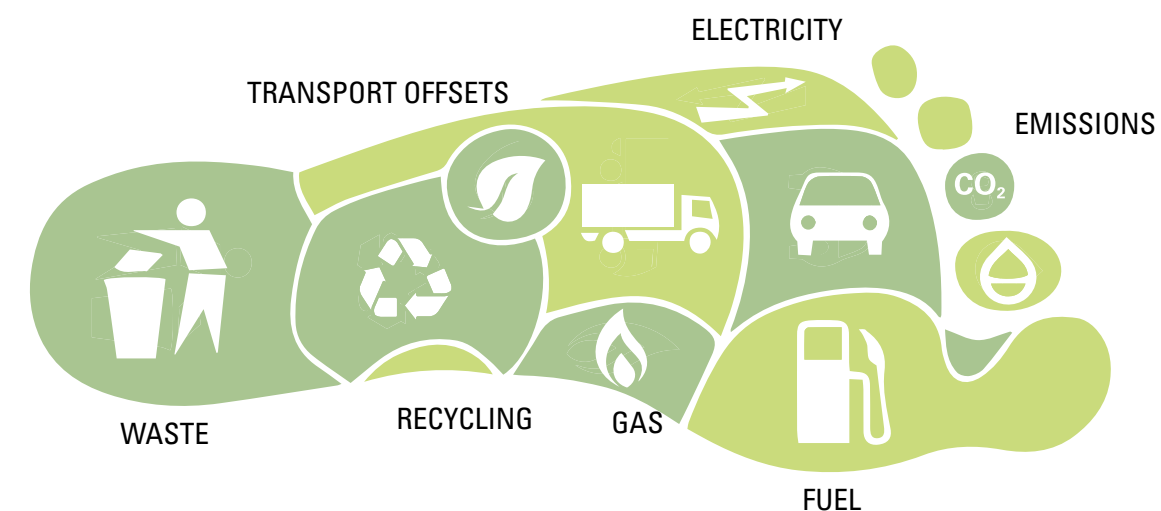 ELECTRICITY
TRANSPORT OFFSETS
EMISSIONS
CO₂
RECYCLING
GAS
WASTE
FUEL